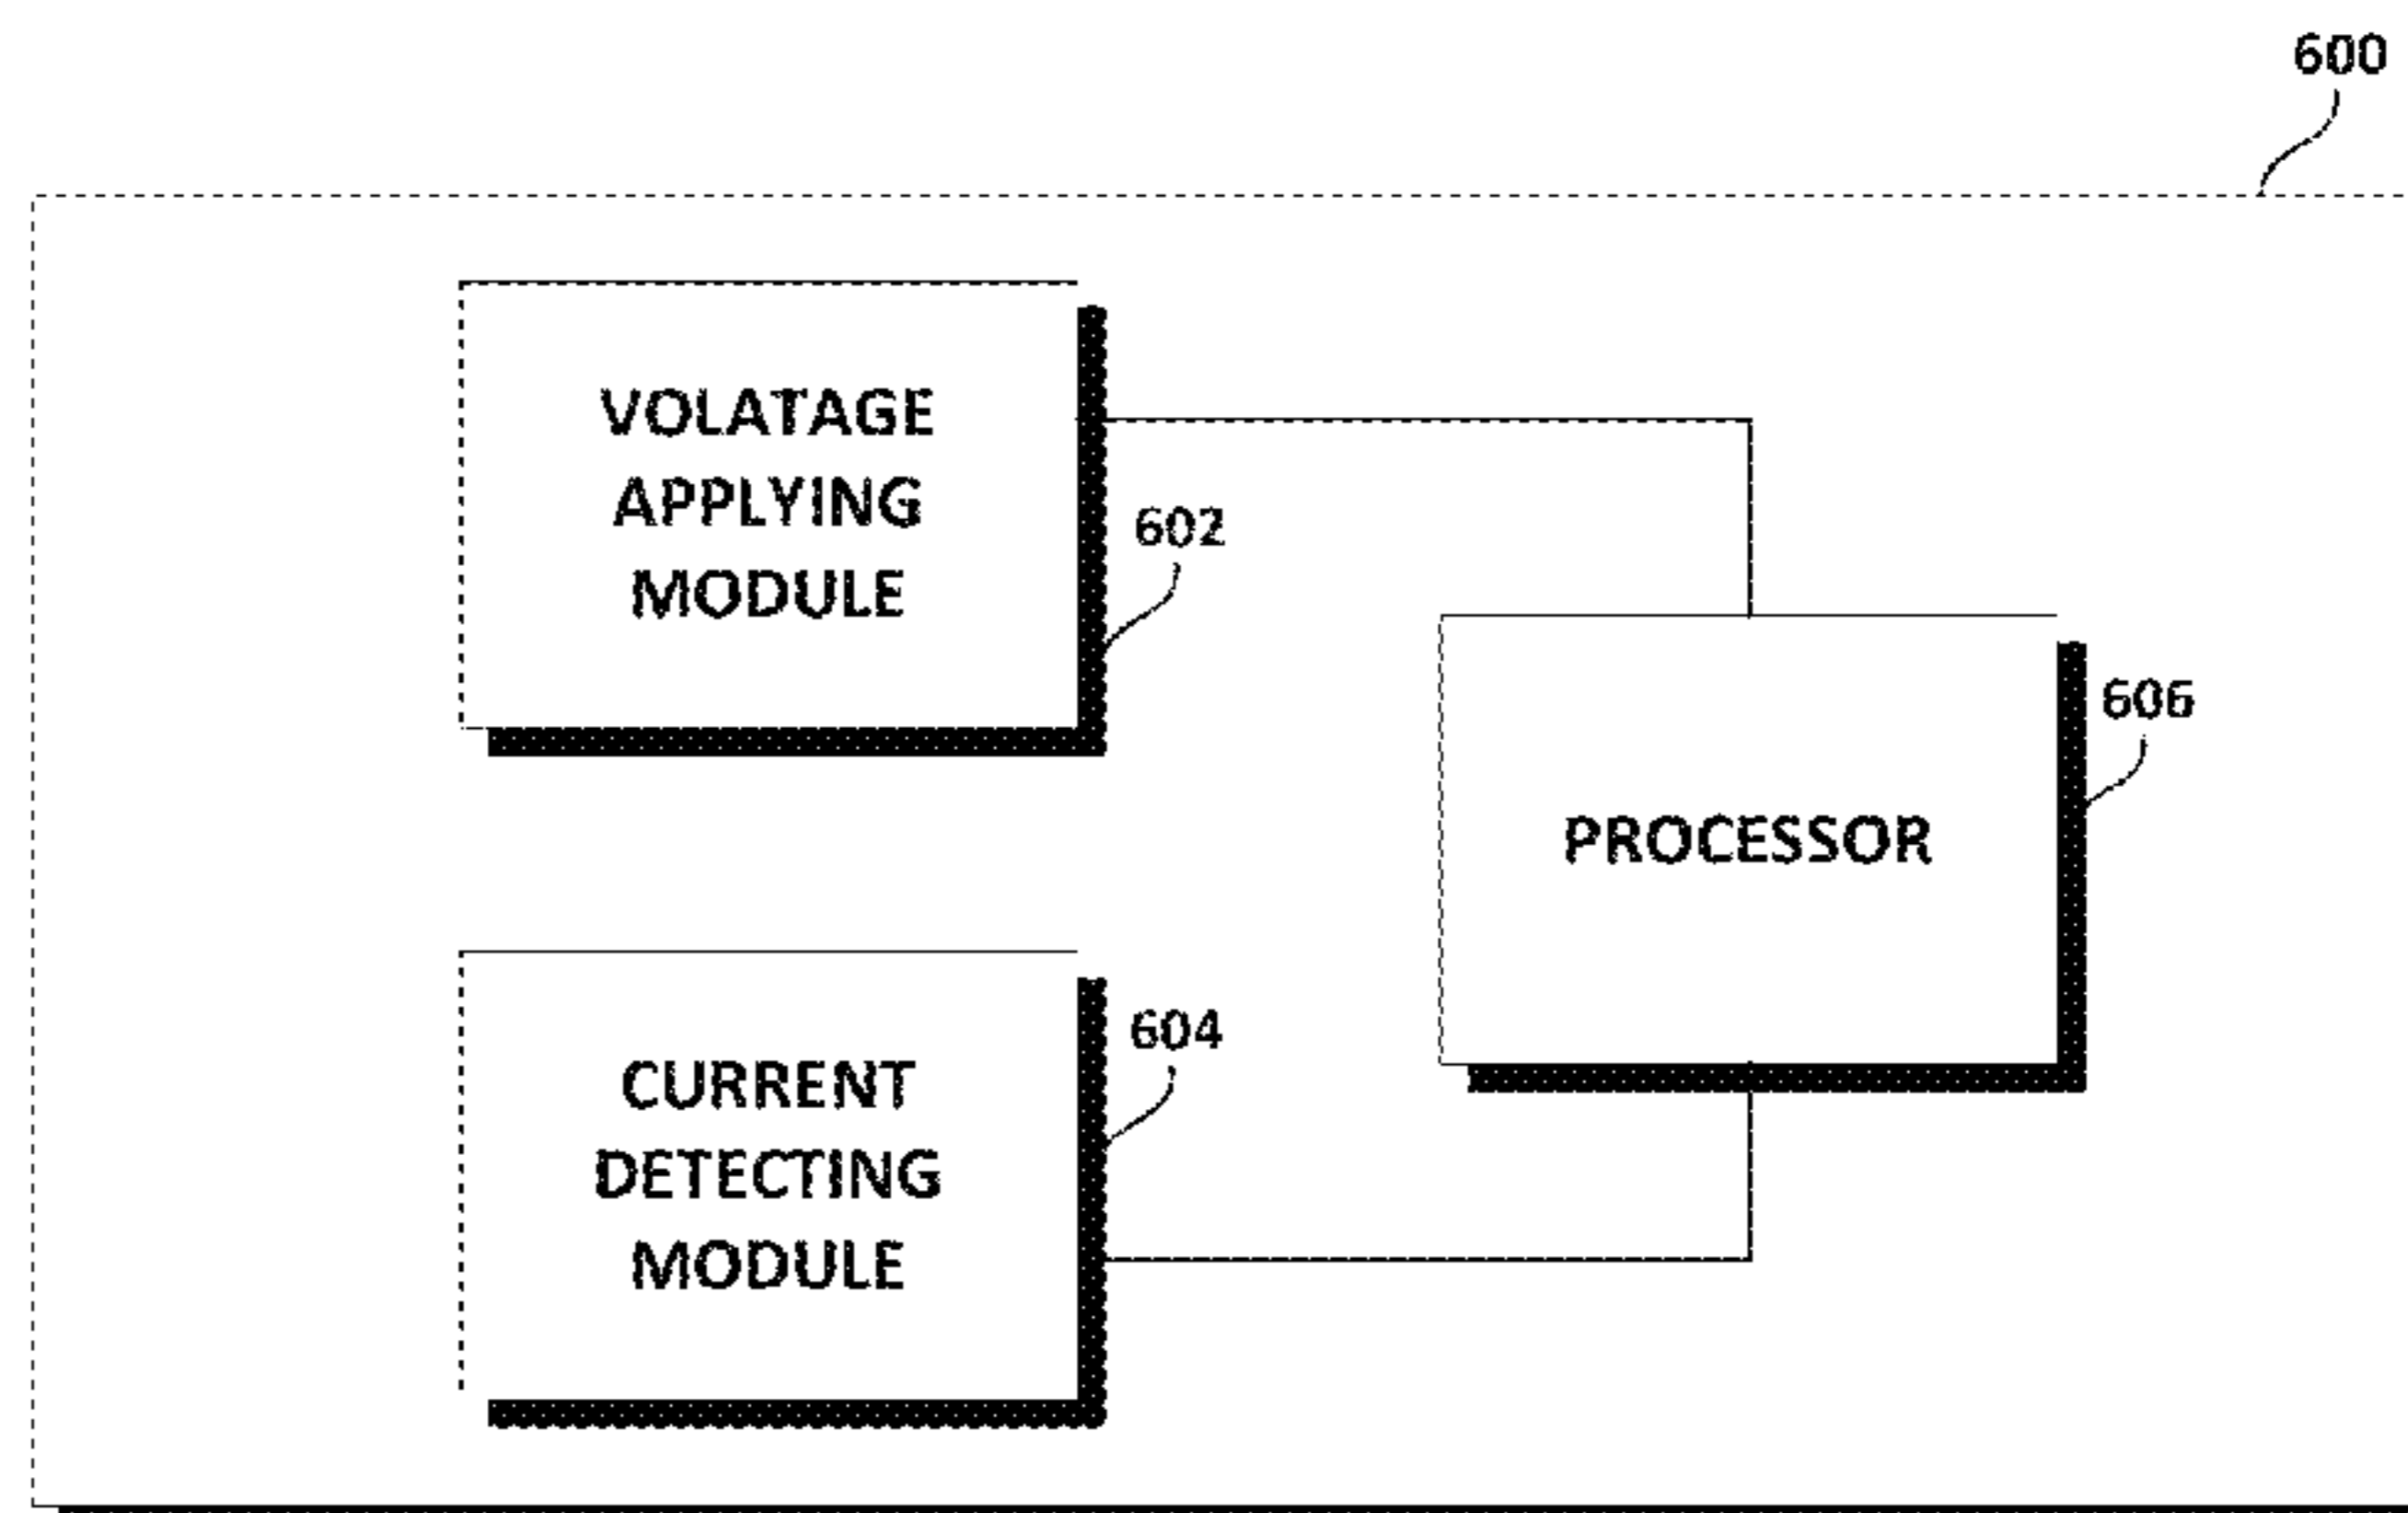 600
VOLATAGE
APPLYING
MODULE
602
606
PROCESSOR
CURRENT
DETECTING
MODULE
604